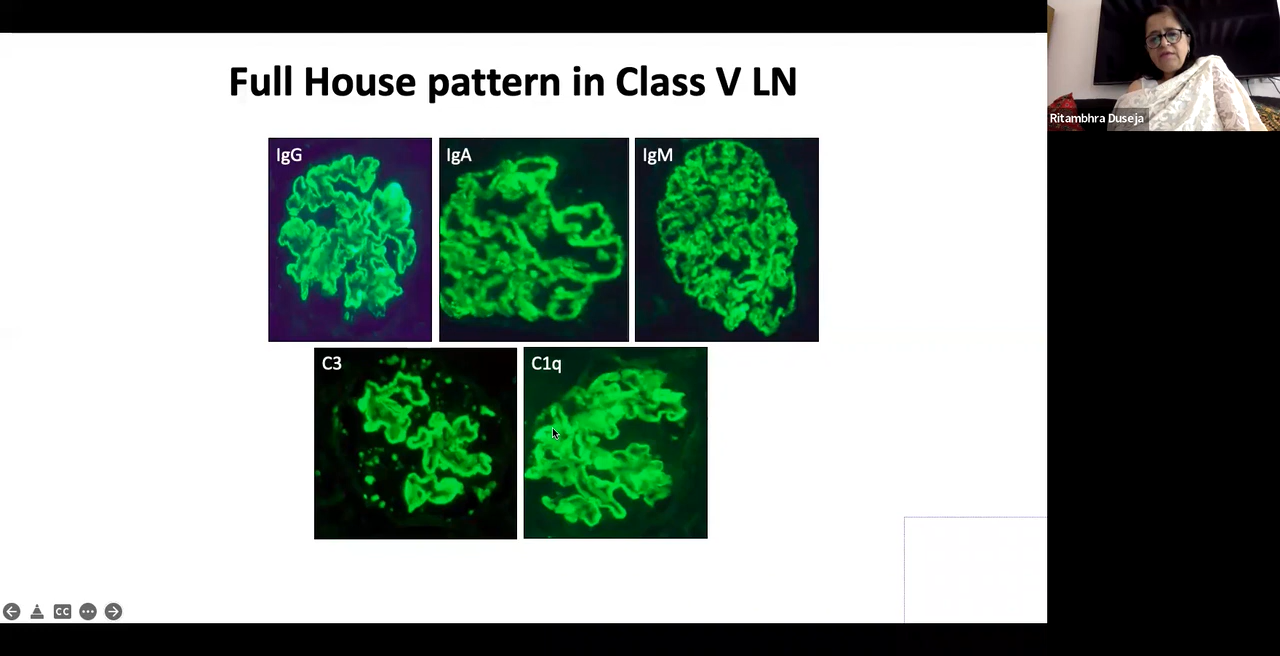 Full House pattern in Class V LN
IgG
IgA
IgM
Ritambhra Duseja
C3
C1q
CC